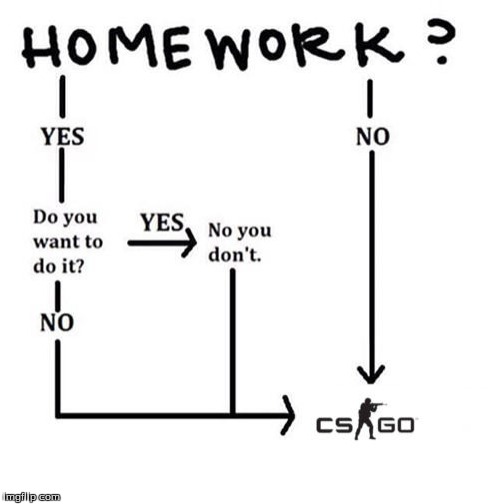 HOMEWORK?
YES
NO
Do you
want to
do it?
YES
No you
don't.
NO
CS GO
imgflip.com